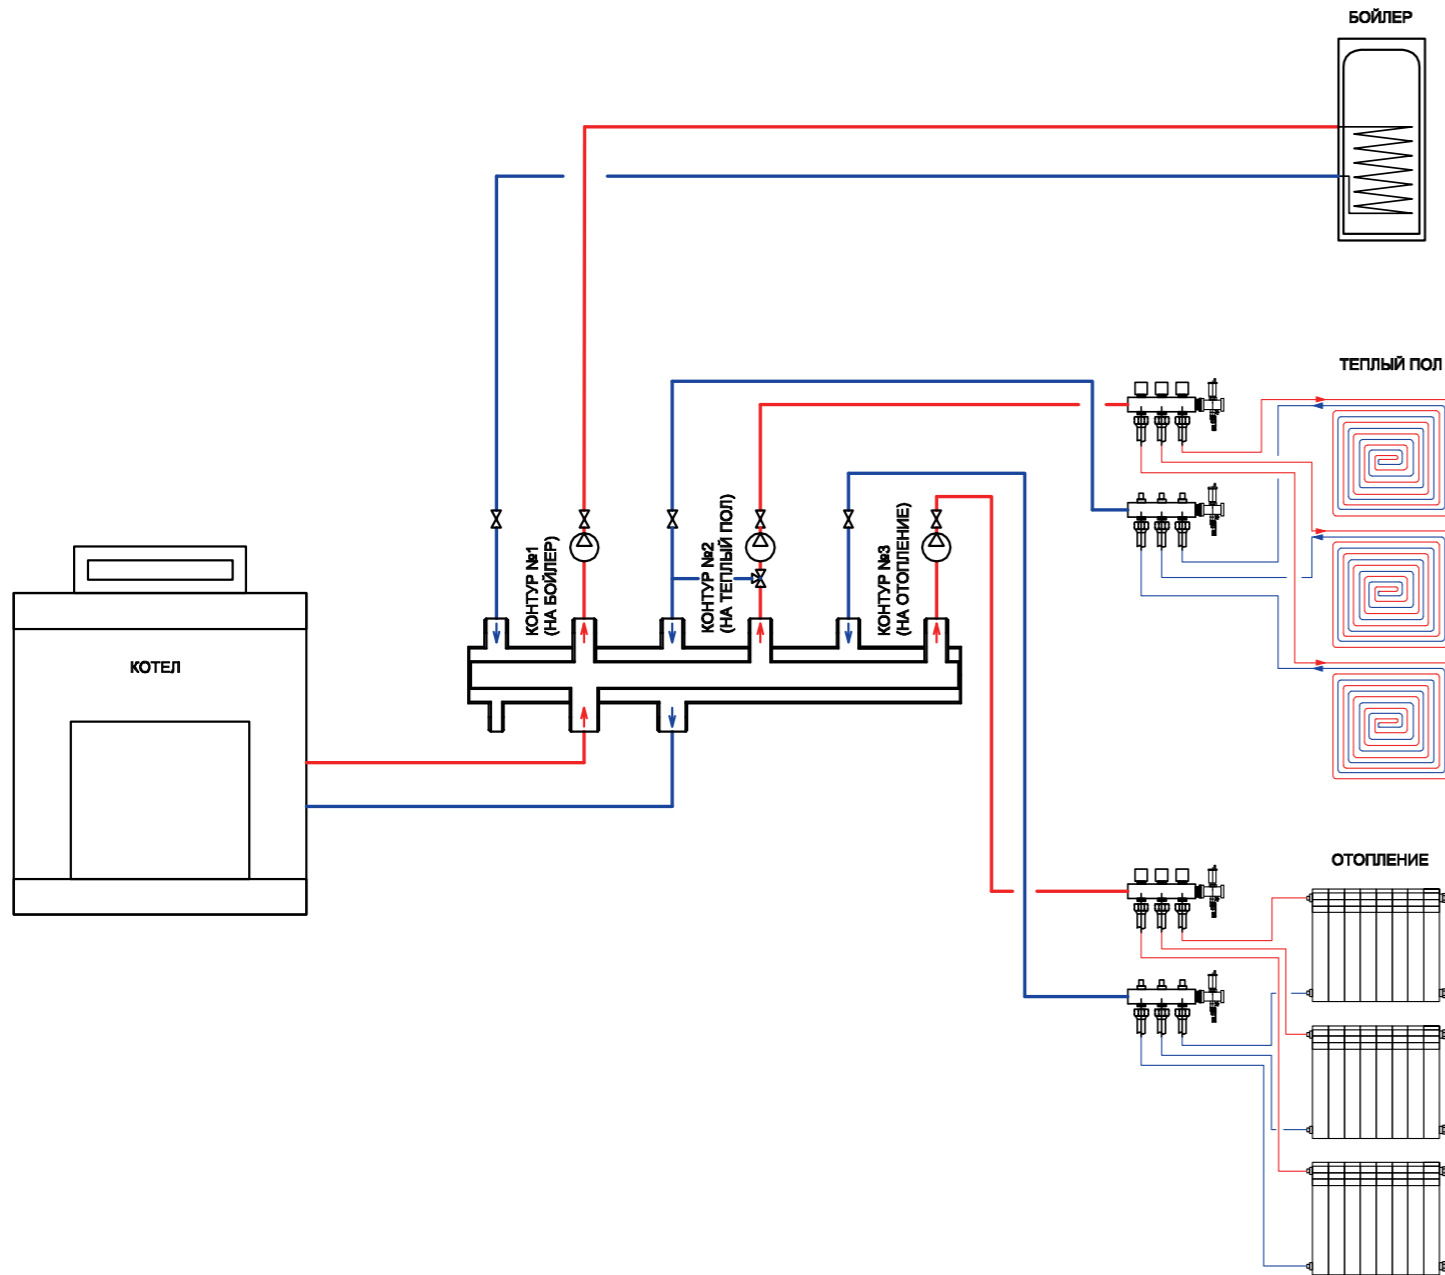 БОЙЛЕР
ТЕПЛЫЙ ПОЛ
КОНТУР №1
(НА БОЙЛЕР)
КОНТУР №2
(НА ТЕПЛЫЙ ПОЛ)
КОНТУР №3
(НА ОТОПЛЕНИЕ)
КОТЕЛ
ОТОПЛЕНИЕ